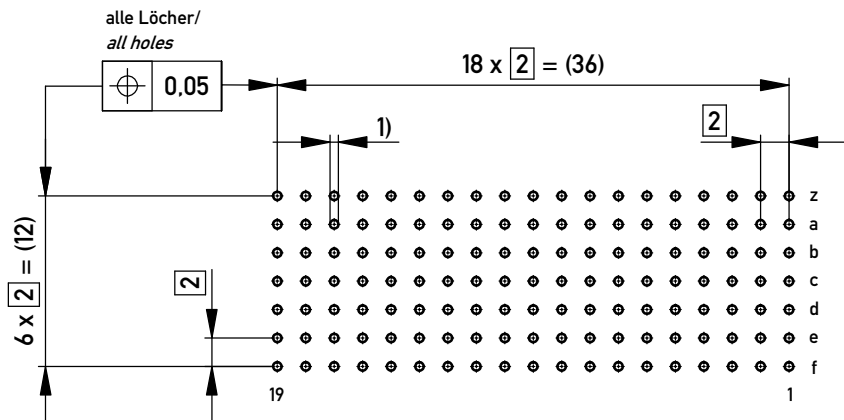 alle Löcher/
all holes
0,05
18 x 2 = (36)
1)
2
z
a
b
c
d
e
f
6 x 2 = (12)
2
19
1